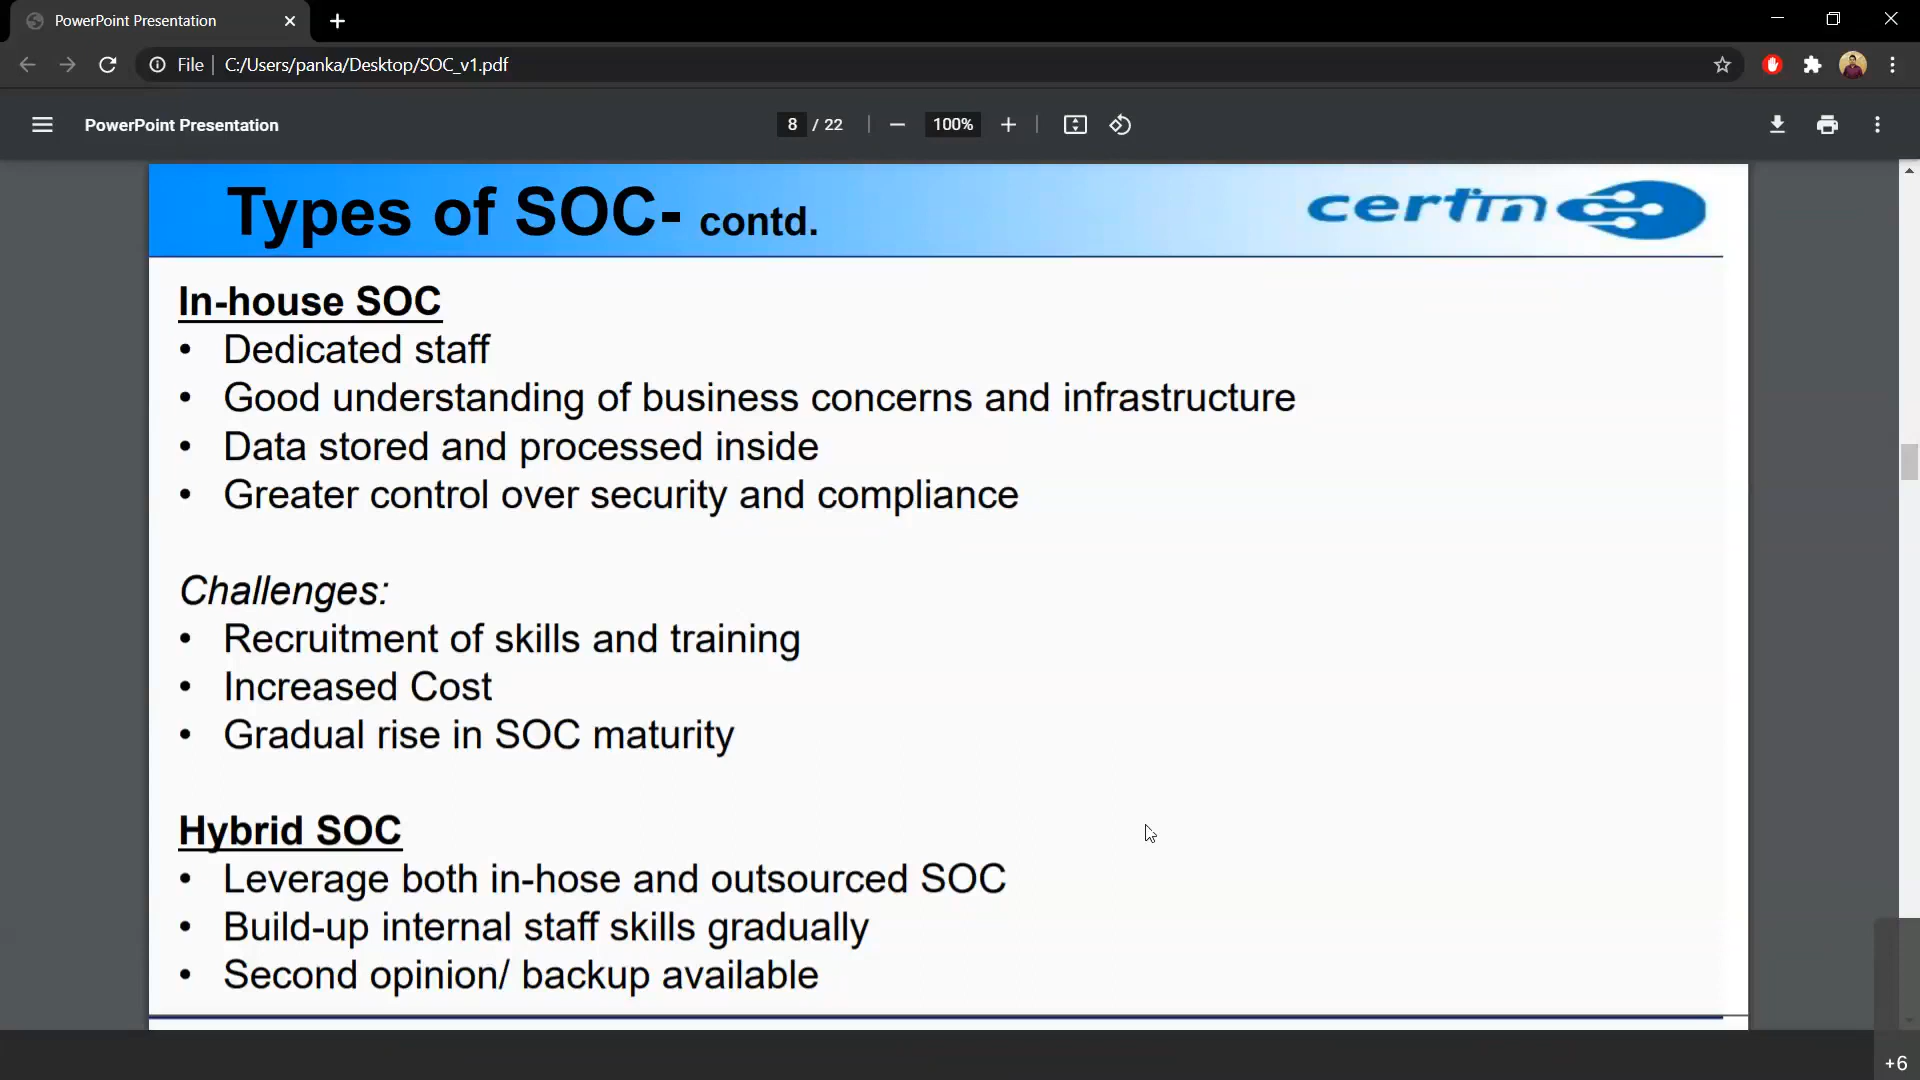 PowerPoint Presentation
File
C:/Users/panka/Desktop/SOC_v1.pdf
PowerPoint Presentation
8 / 22
100%
Types of SOC- contd.
certin
In-house SOC
• Dedicated staff
• Good understanding of business concerns and infrastructure
• Data stored and processed inside
• Greater control over security and compliance
Challenges:
• Recruitment of skills and training
• Increased Cost
• Gradual rise in SOC maturity
Hybrid SOC
• Leverage both in-hose and outsourced SOC
• Build-up internal staff skills gradually
• Second opinion/ backup available
+6